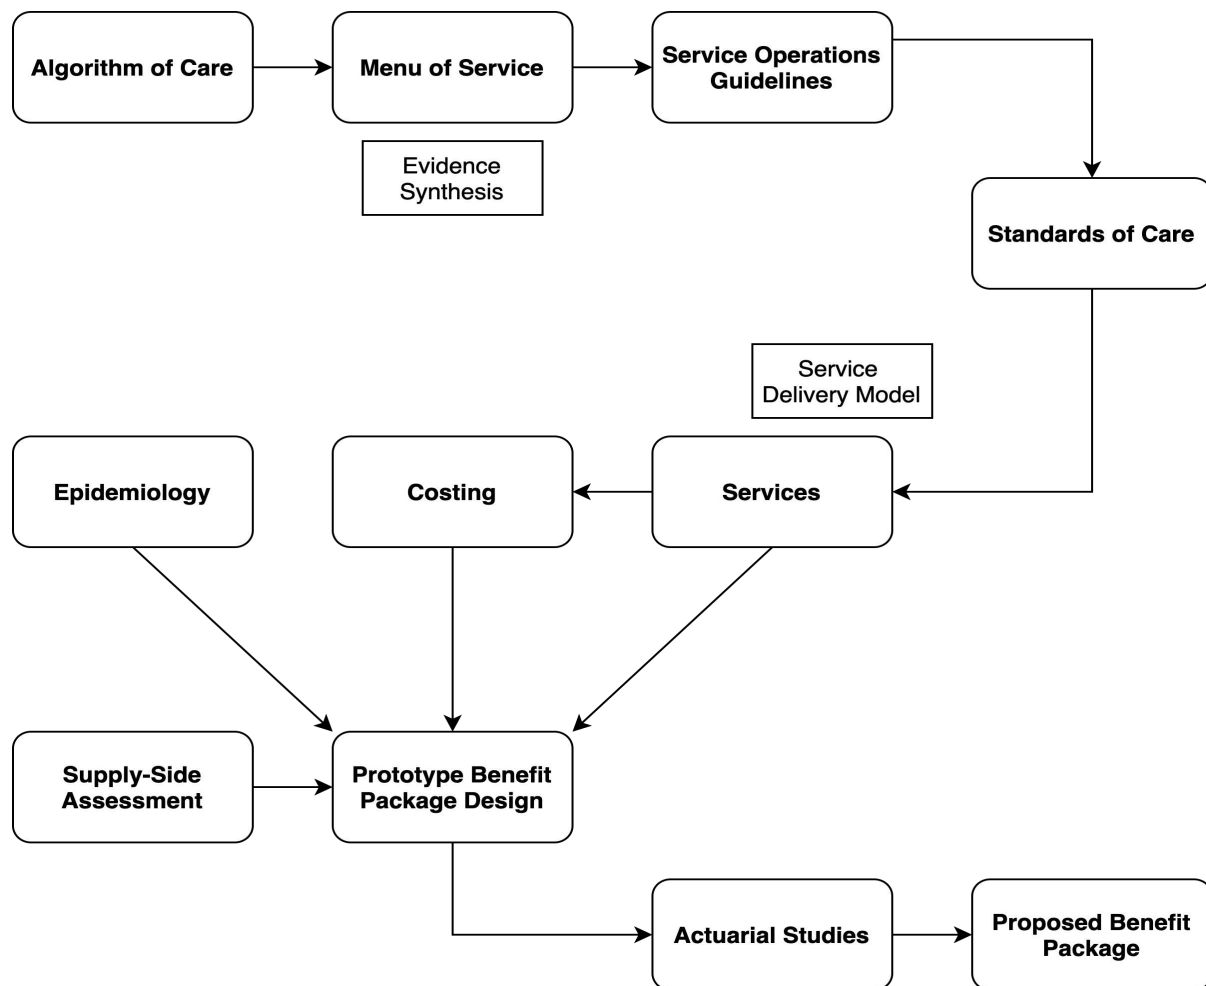 Algorithm of Care
Menu of Service
Service Operations
Guidelines
Evidence
Synthesis
Standards of Care
Service
Delivery Model
Epidemiology
Costing
Services
Supply-Side
Assessment
Prototype Benefit
Package Design
Actuarial Studies
Proposed Benefit
Package